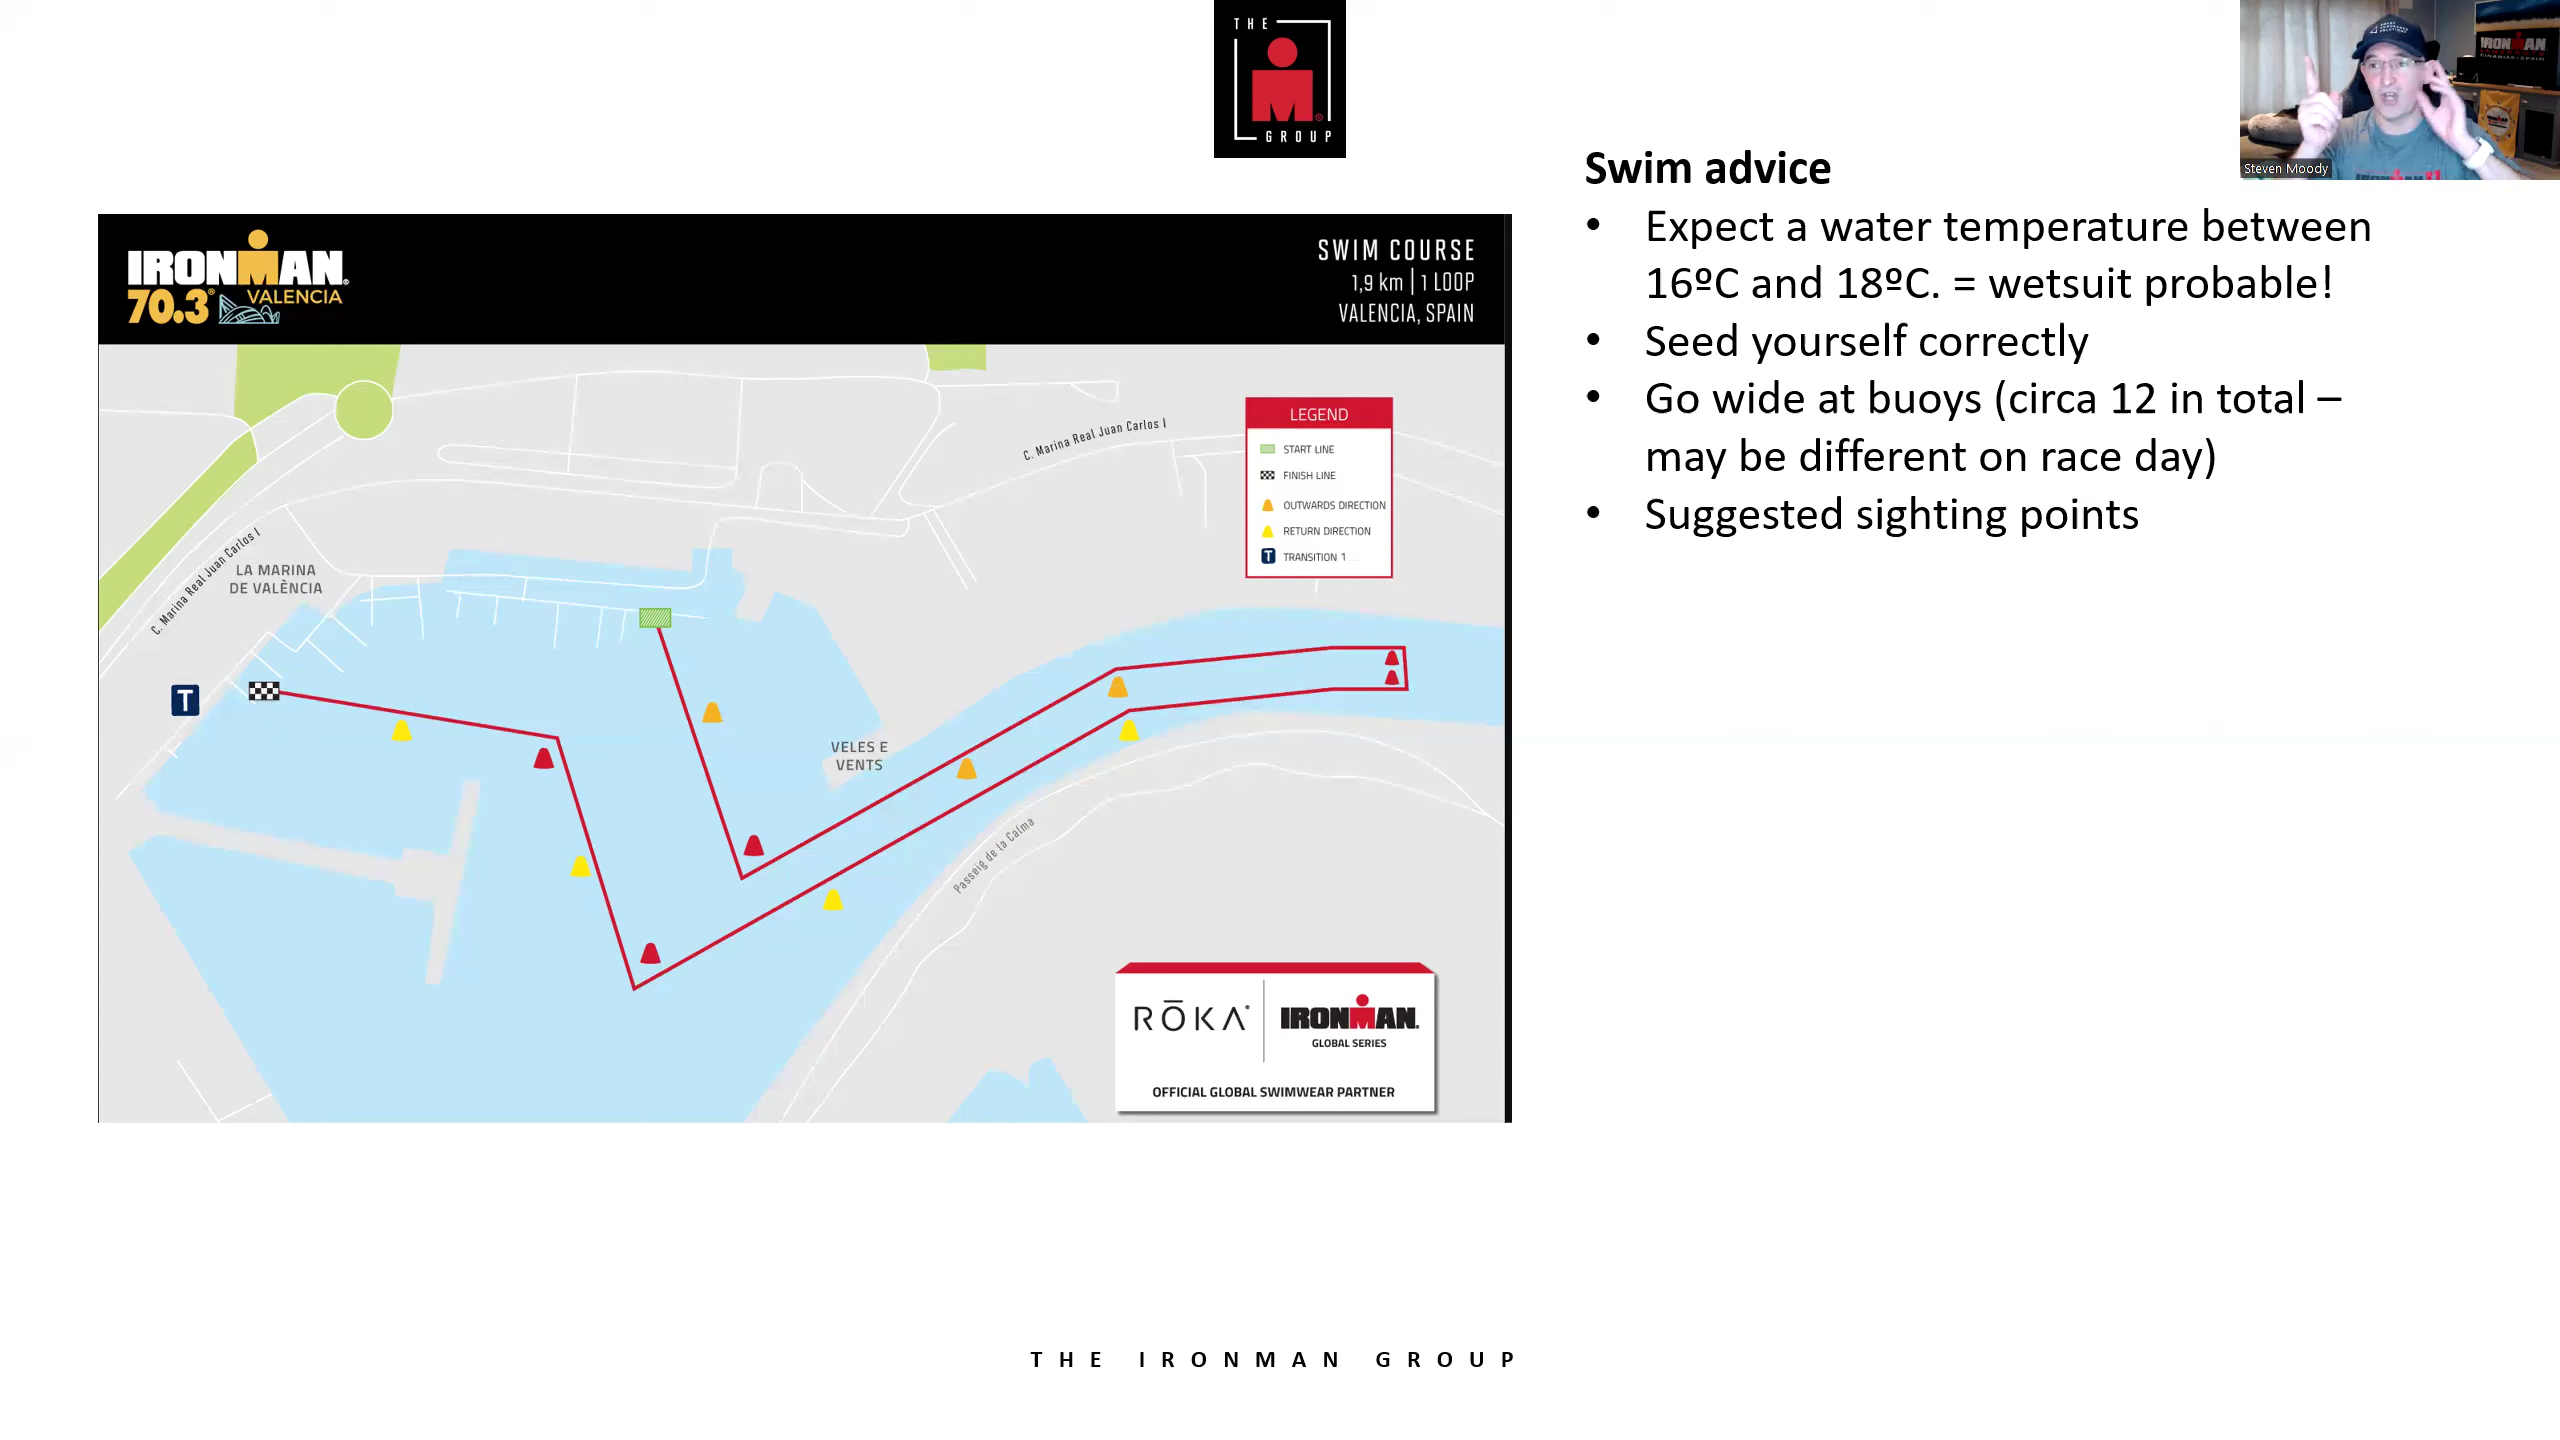 THE
GROUP
Steven Moody
IRONMAN
Swim advice
• Expect a water temperature between
16ºC and 18ºC. = wetsuit probable!
• Seed yourself correctly
• Go wide at buoys (circa 12 in total –
may be different on race day)
• Suggested sighting points
IRONMAN
70.3® VALENCIA
SWIM COURSE
1,9 km | 1 LOOP
VALENCIA, SPAIN
LEGEND
START LINE
FINISH LINE
OUTWARDS DIRECTION
RETURN DIRECTION
T TRANSITION 1
C. Marina Real Juan Carlos I
C. Marina Real Juan Carlos I
LA MARINA
DE VALÈNCIA
T
VELES E
VENTS
Passeig de la Caíma
RŌKA®
IRONMAN®
GLOBAL SERIES
OFFICIAL GLOBAL SWIMWEAR PARTNER
THE IRONMAN GROUP